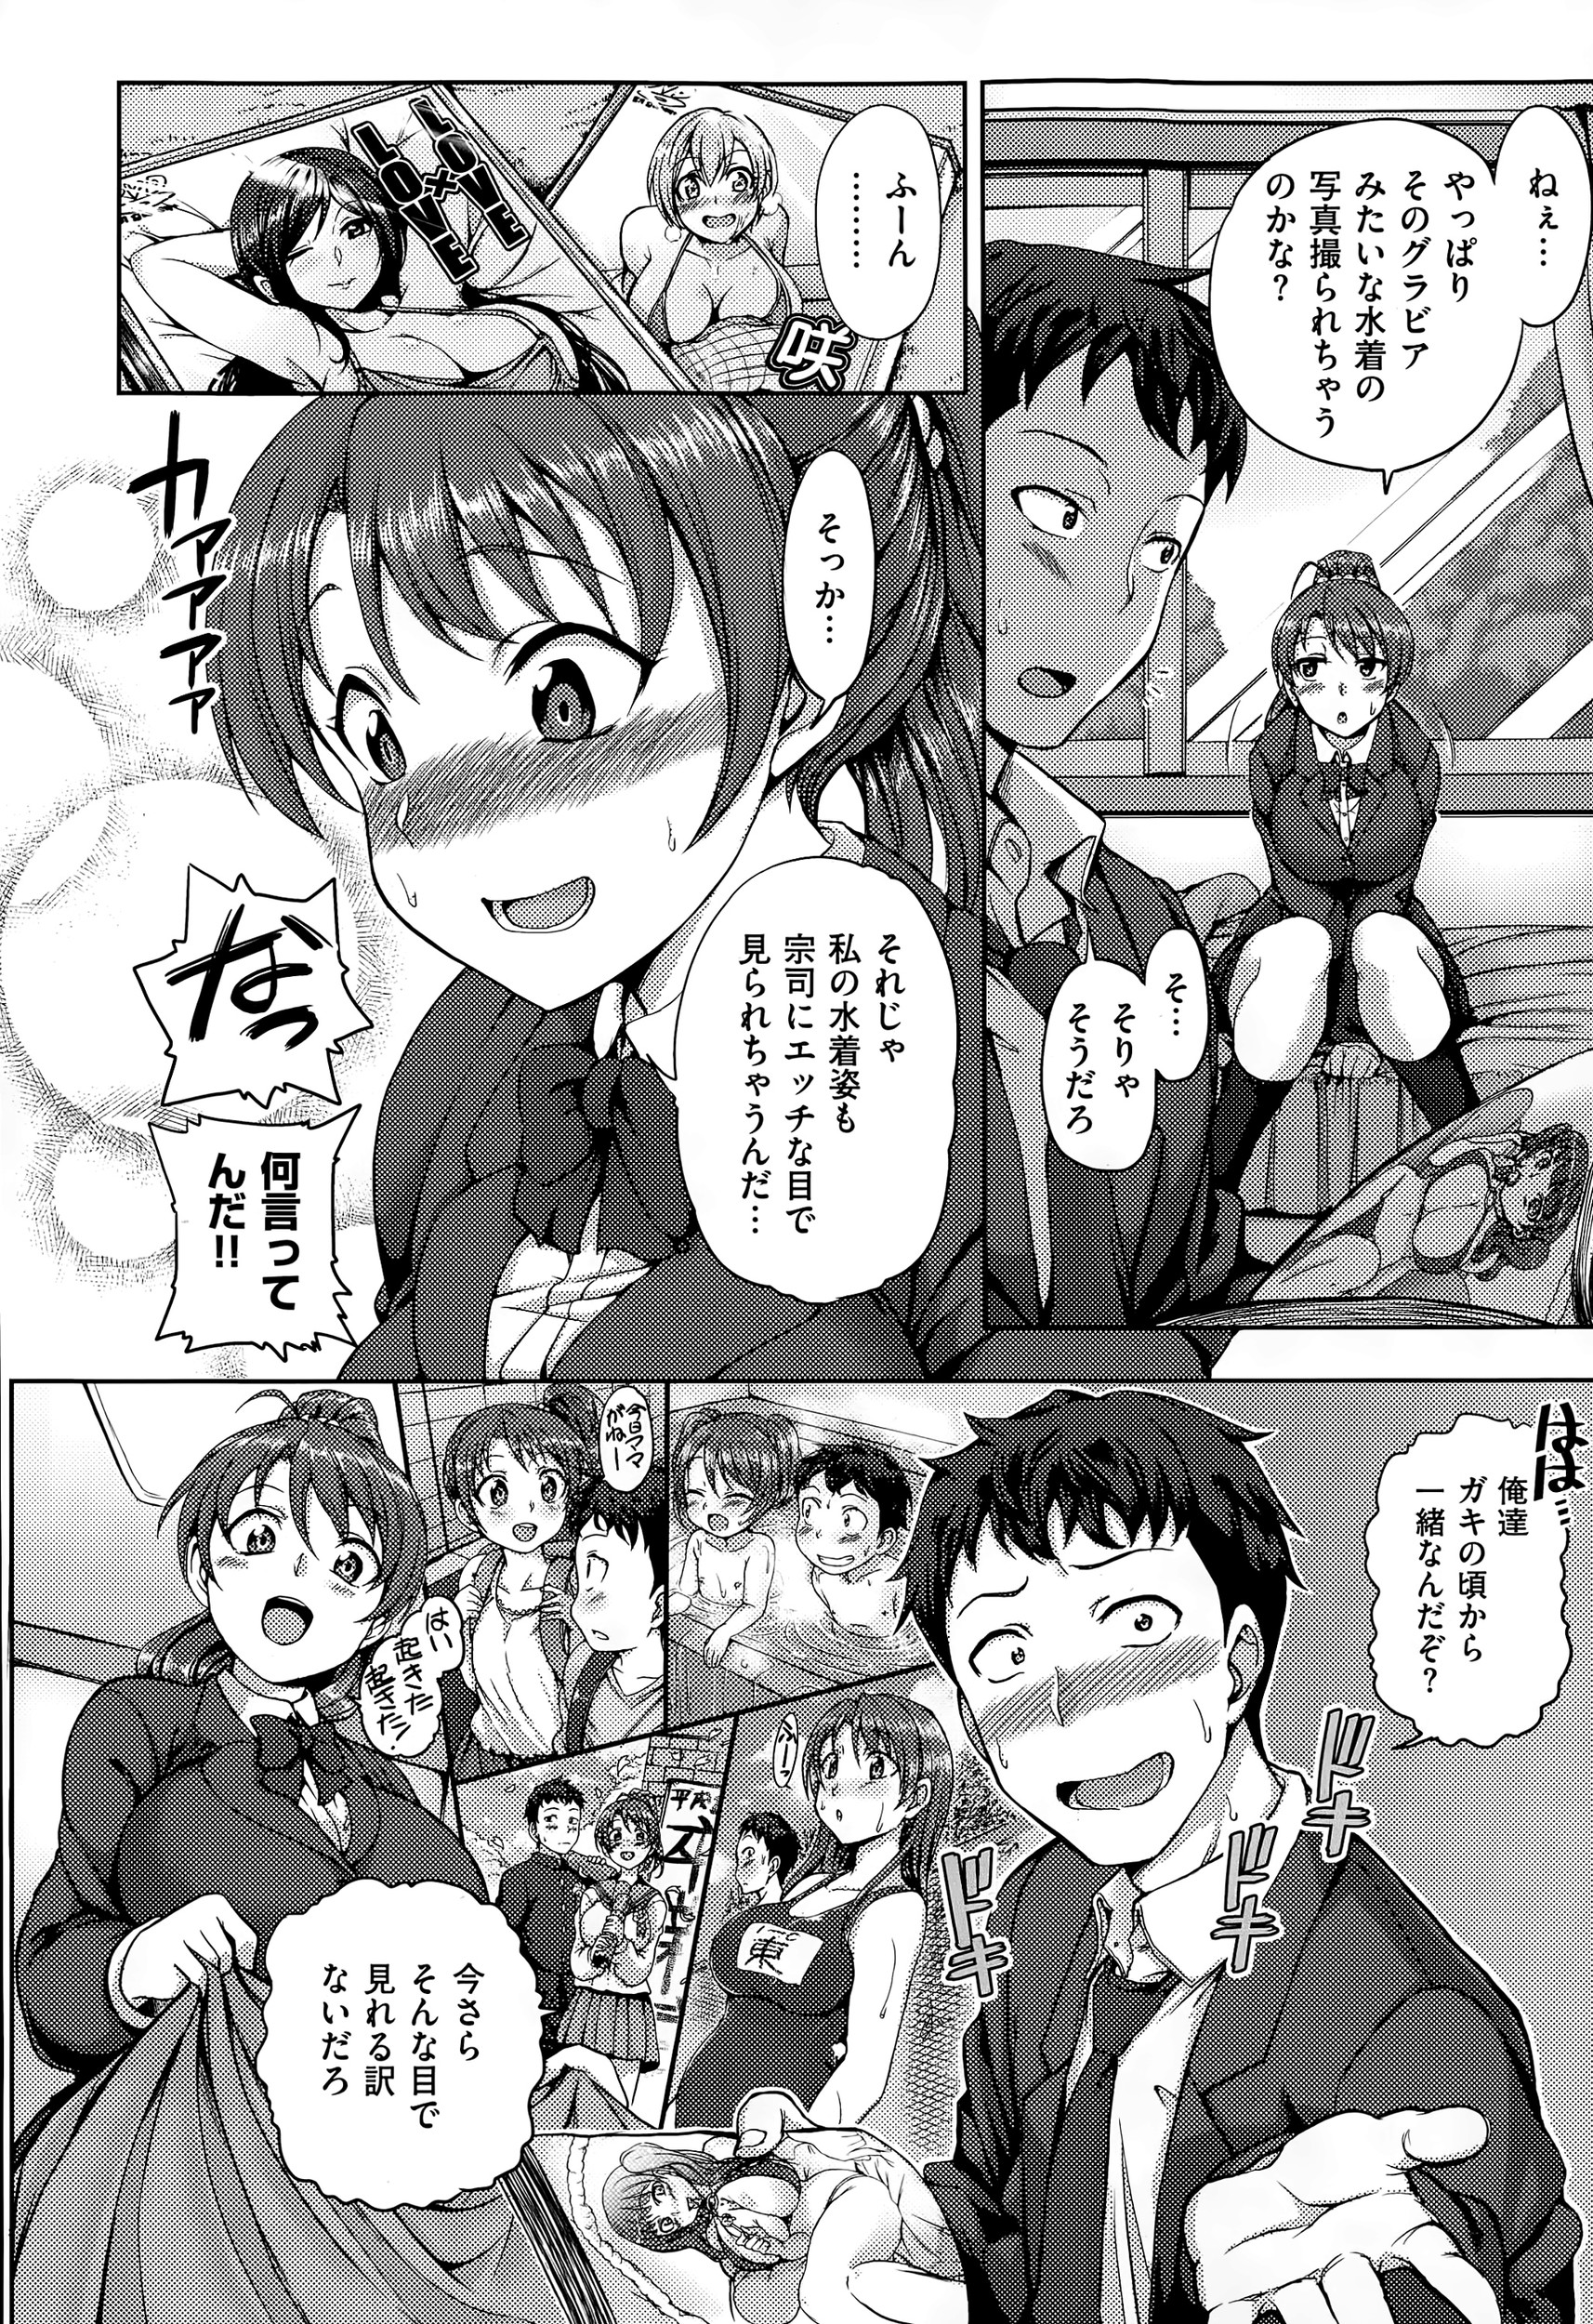 ねぇ…
やっぱり
そのグラビア
みたいな水着の
写真撮られちゃう
のかな？
そ…
そりゃ
そうだろ
ふーん
………
LOVE
×
LOVE
咲
そっか…
それじゃ
私の水着姿も
宗司にエッチな目で
見られちゃうんだ…
カァァァァァ
なっ
何言って
んだ!!
はは…
俺達
ガキの頃から
一緒なんだぞ？
ドキ
ドキ
ドキ
今日ママ
がねー
はい
起きた
起きた！
ふーっ
東
今さら
そんな目で
見れる訳
ないだろ